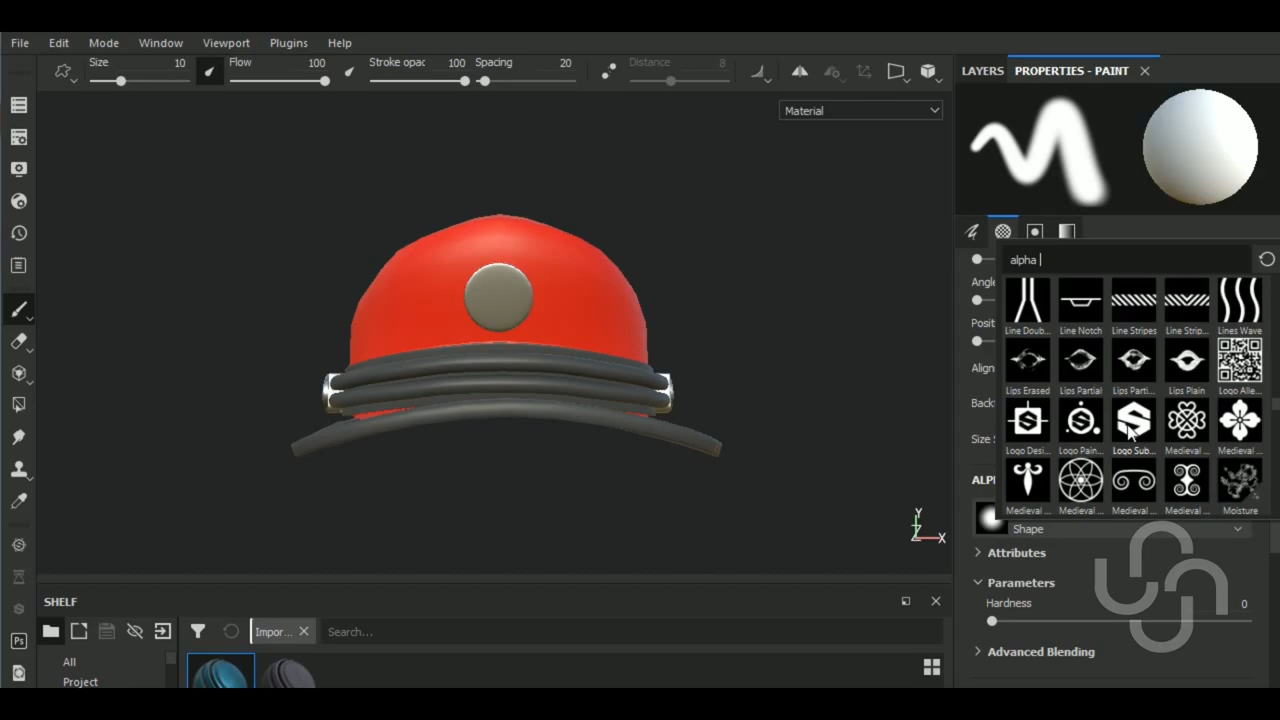 File Edit Mode Window Viewport Plugins Help
Size 10 Flow 100 Stroke opac 100 Spacing 20 Distance 8
LAYERS PROPERTIES - PAINT
Material
alpha
Angle
Positi
Align
Back
Size S
Line Doub... Line Notch Line Stripes Line Strip... Lines Wave
Lips Erased Lips Partial Lips Parti... Lips Plain Logo Alle...
Logo Desi... Logo Pain... Logo Sub... Medieval ... Medieval ...
Medieval ... Medieval ... Medieval ... Medieval ... Moisture
ALPH
Shape
Attributes
Parameters
Hardness 0
Advanced Blending
Y
Z X
SHELF
Impor... Search...
All
Project
Ps